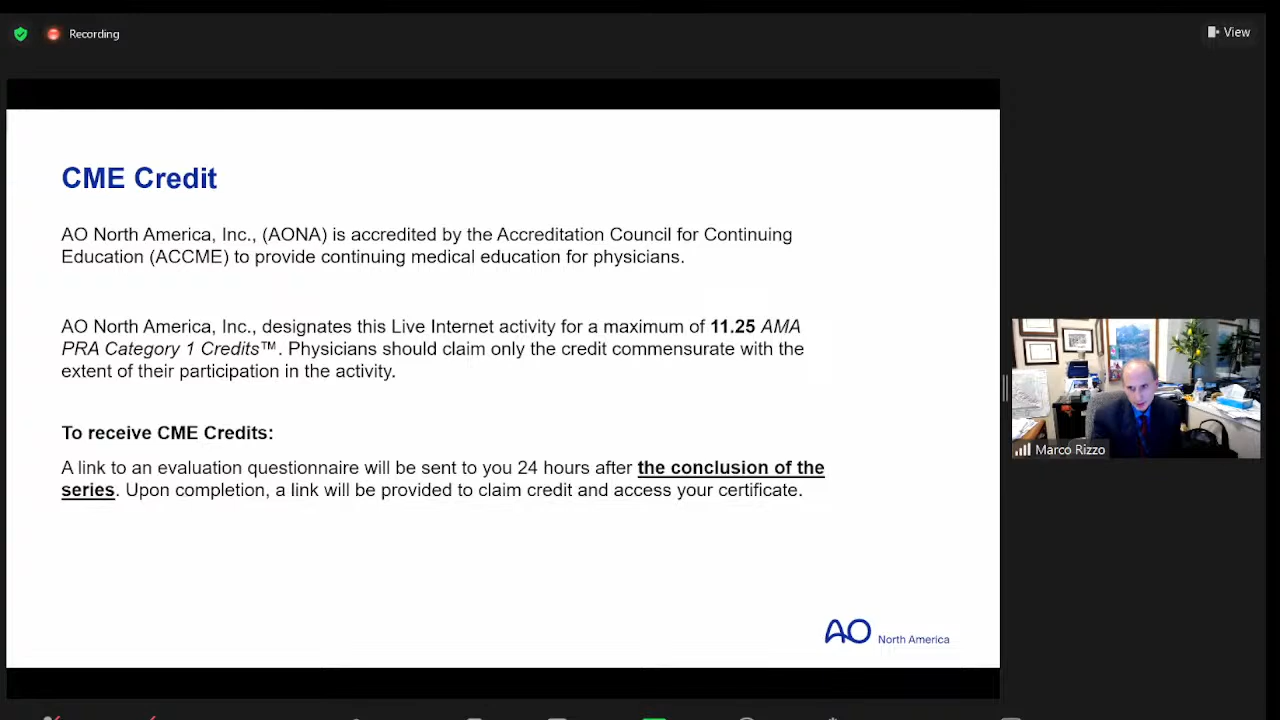 Recording
View
CME Credit
AO North America, Inc., (AONA) is accredited by the Accreditation Council for Continuing
Education (ACCME) to provide continuing medical education for physicians.
AO North America, Inc., designates this Live Internet activity for a maximum of 11.25 AMA
PRA Category 1 Credits™. Physicians should claim only the credit commensurate with the
extent of their participation in the activity.
To receive CME Credits:
A link to an evaluation questionnaire will be sent to you 24 hours after the conclusion of the
series. Upon completion, a link will be provided to claim credit and access your certificate.
AO North America
Marco Rizzo